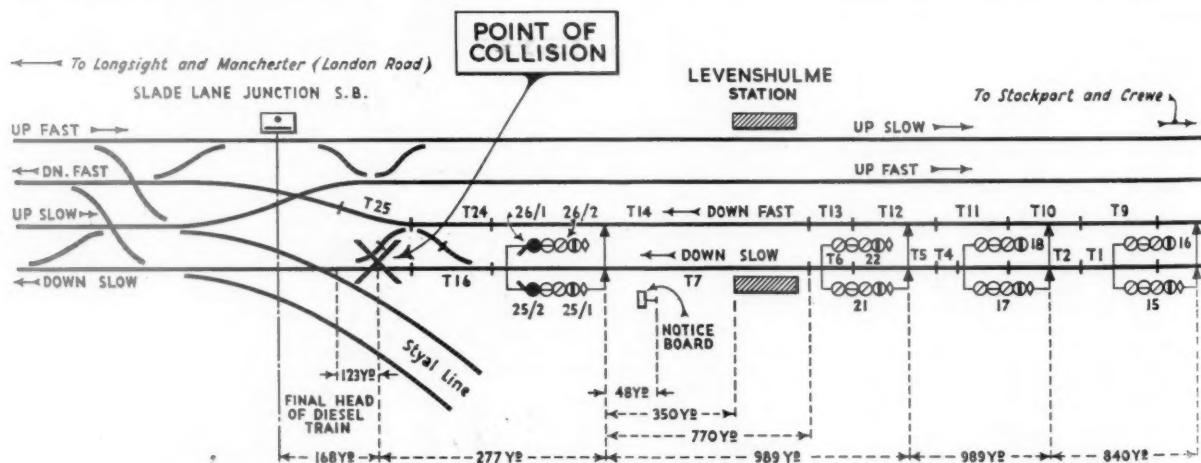 POINT OF
COLLISION
To Longsight and Manchester (London Road)
SLADE LANE JUNCTION S.B.
LEVENSHULME
STATION
To Stockport and Crewe
UP FAST
UP SLOW
DN. FAST
UP FAST
UP SLOW
T25
T24
26/1
26/2
T14
DOWN FAST
T13
T12
T11
T10
T9
18
16
DOWN SLOW
T16
DOWN SLOW
T7
T6
22
T5
T4
T2
T1
25/2
25/1
21
17
15
NOTICE
BOARD
Styal Line
123YD
FINAL HEAD
OF DIESEL
TRAIN
48YD
350YD
770YD
168YD
277YD
989YD
989YD
840YD